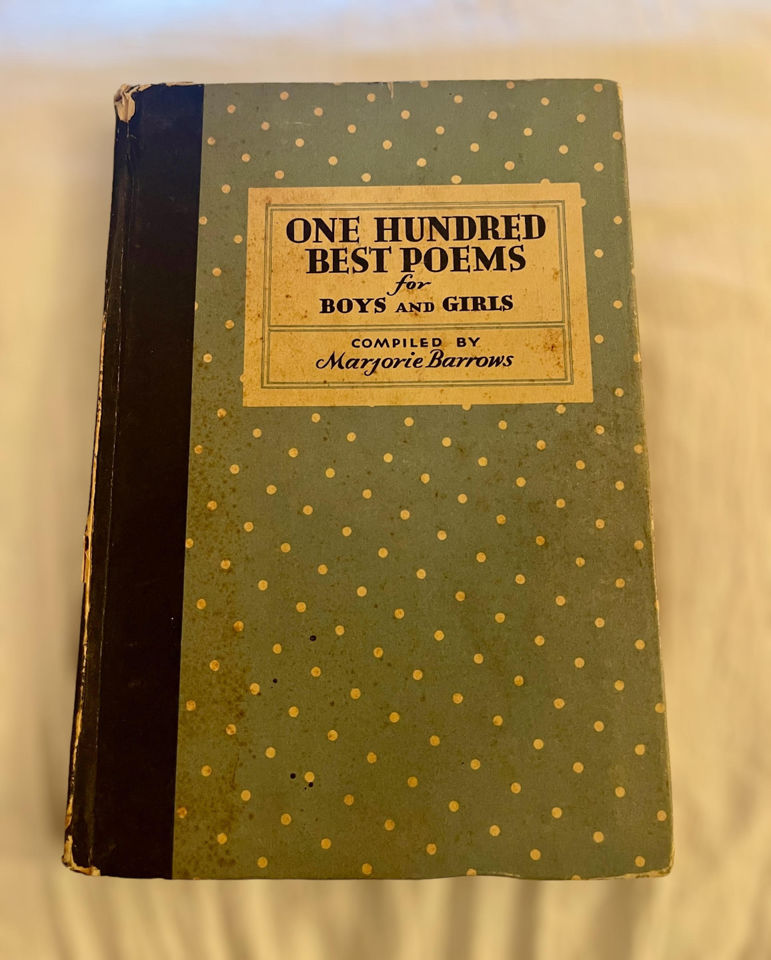 ONE HUNDRED
BEST POEMS
for
BOYS AND GIRLS
COMPILED BY
Marjorie Barrows